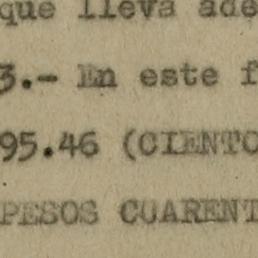 que lleva ade
3.- En este f
95.46 (CIENTO
PESOS CUARENT